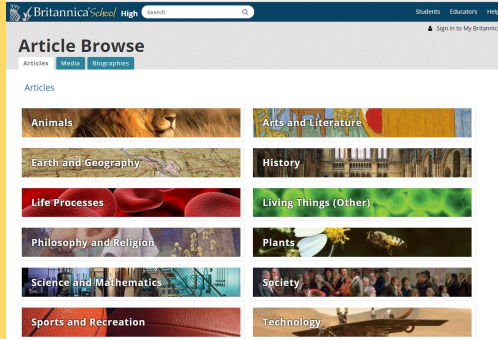 Britannica School High Search Students Educators Help
Sign In to My Britannica
Article Browse
Articles Media Biographies
Articles
Animals Arts and Literature
Earth and Geography History
Life Processes Living Things (Other)
Philosophy and Religion Plants
Science and Mathematics Society
Sports and Recreation Technology